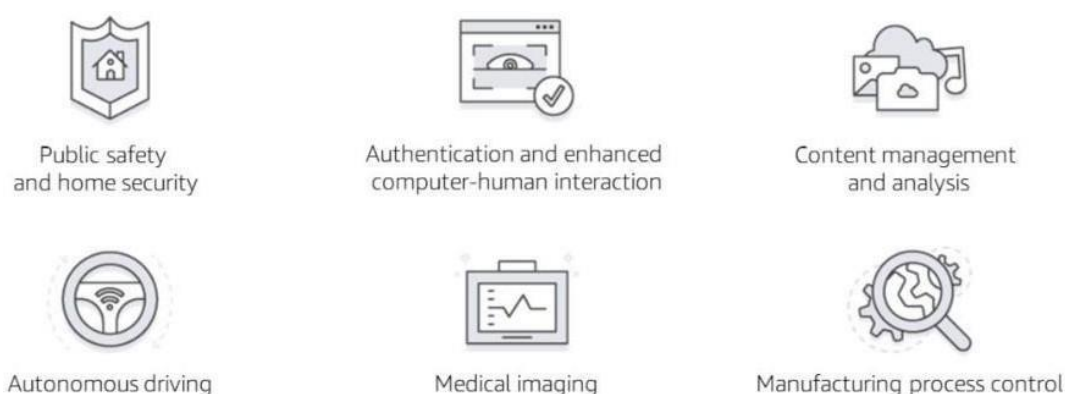 Public safety
and home security
Authentication and enhanced
computer-human interaction
Content management
and analysis
Autonomous driving
Medical imaging
Manufacturing process control